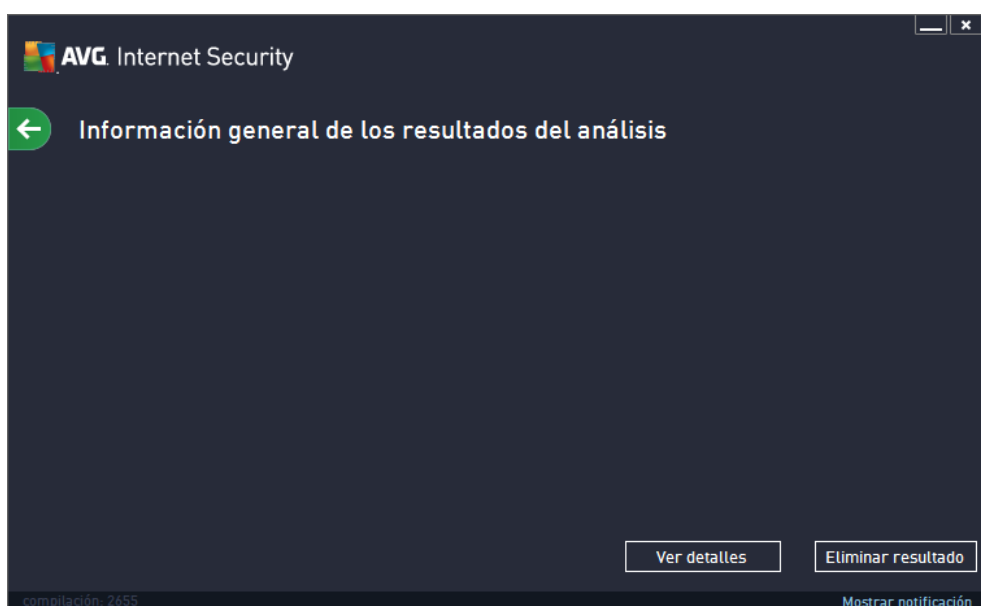 AVG. Internet Security
Información general de los resultados del análisis
Ver detalles
Eliminar resultado
compilación: 2655
Mostrar notificación